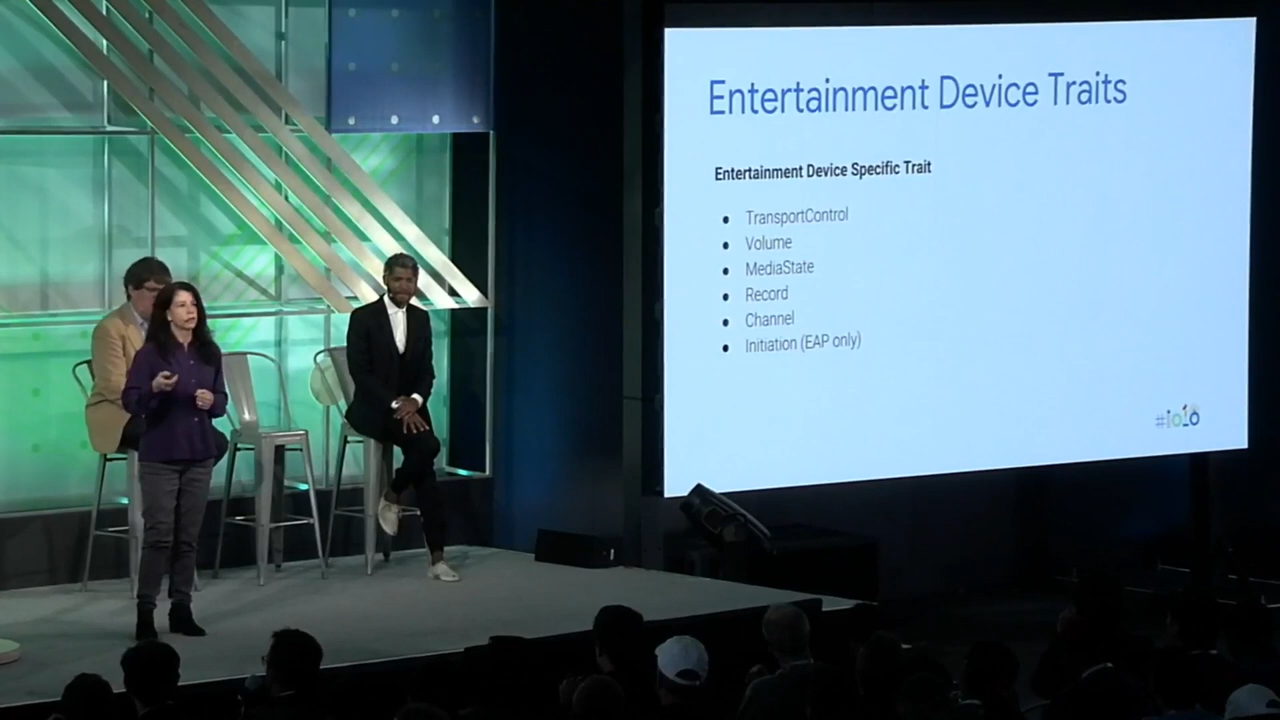 Entertainment Device Traits
Entertainment Device Specific Trait
● TransportControl
● Volume
● MediaState
● Record
● Channel
● Initiation (EAP only)
#io18